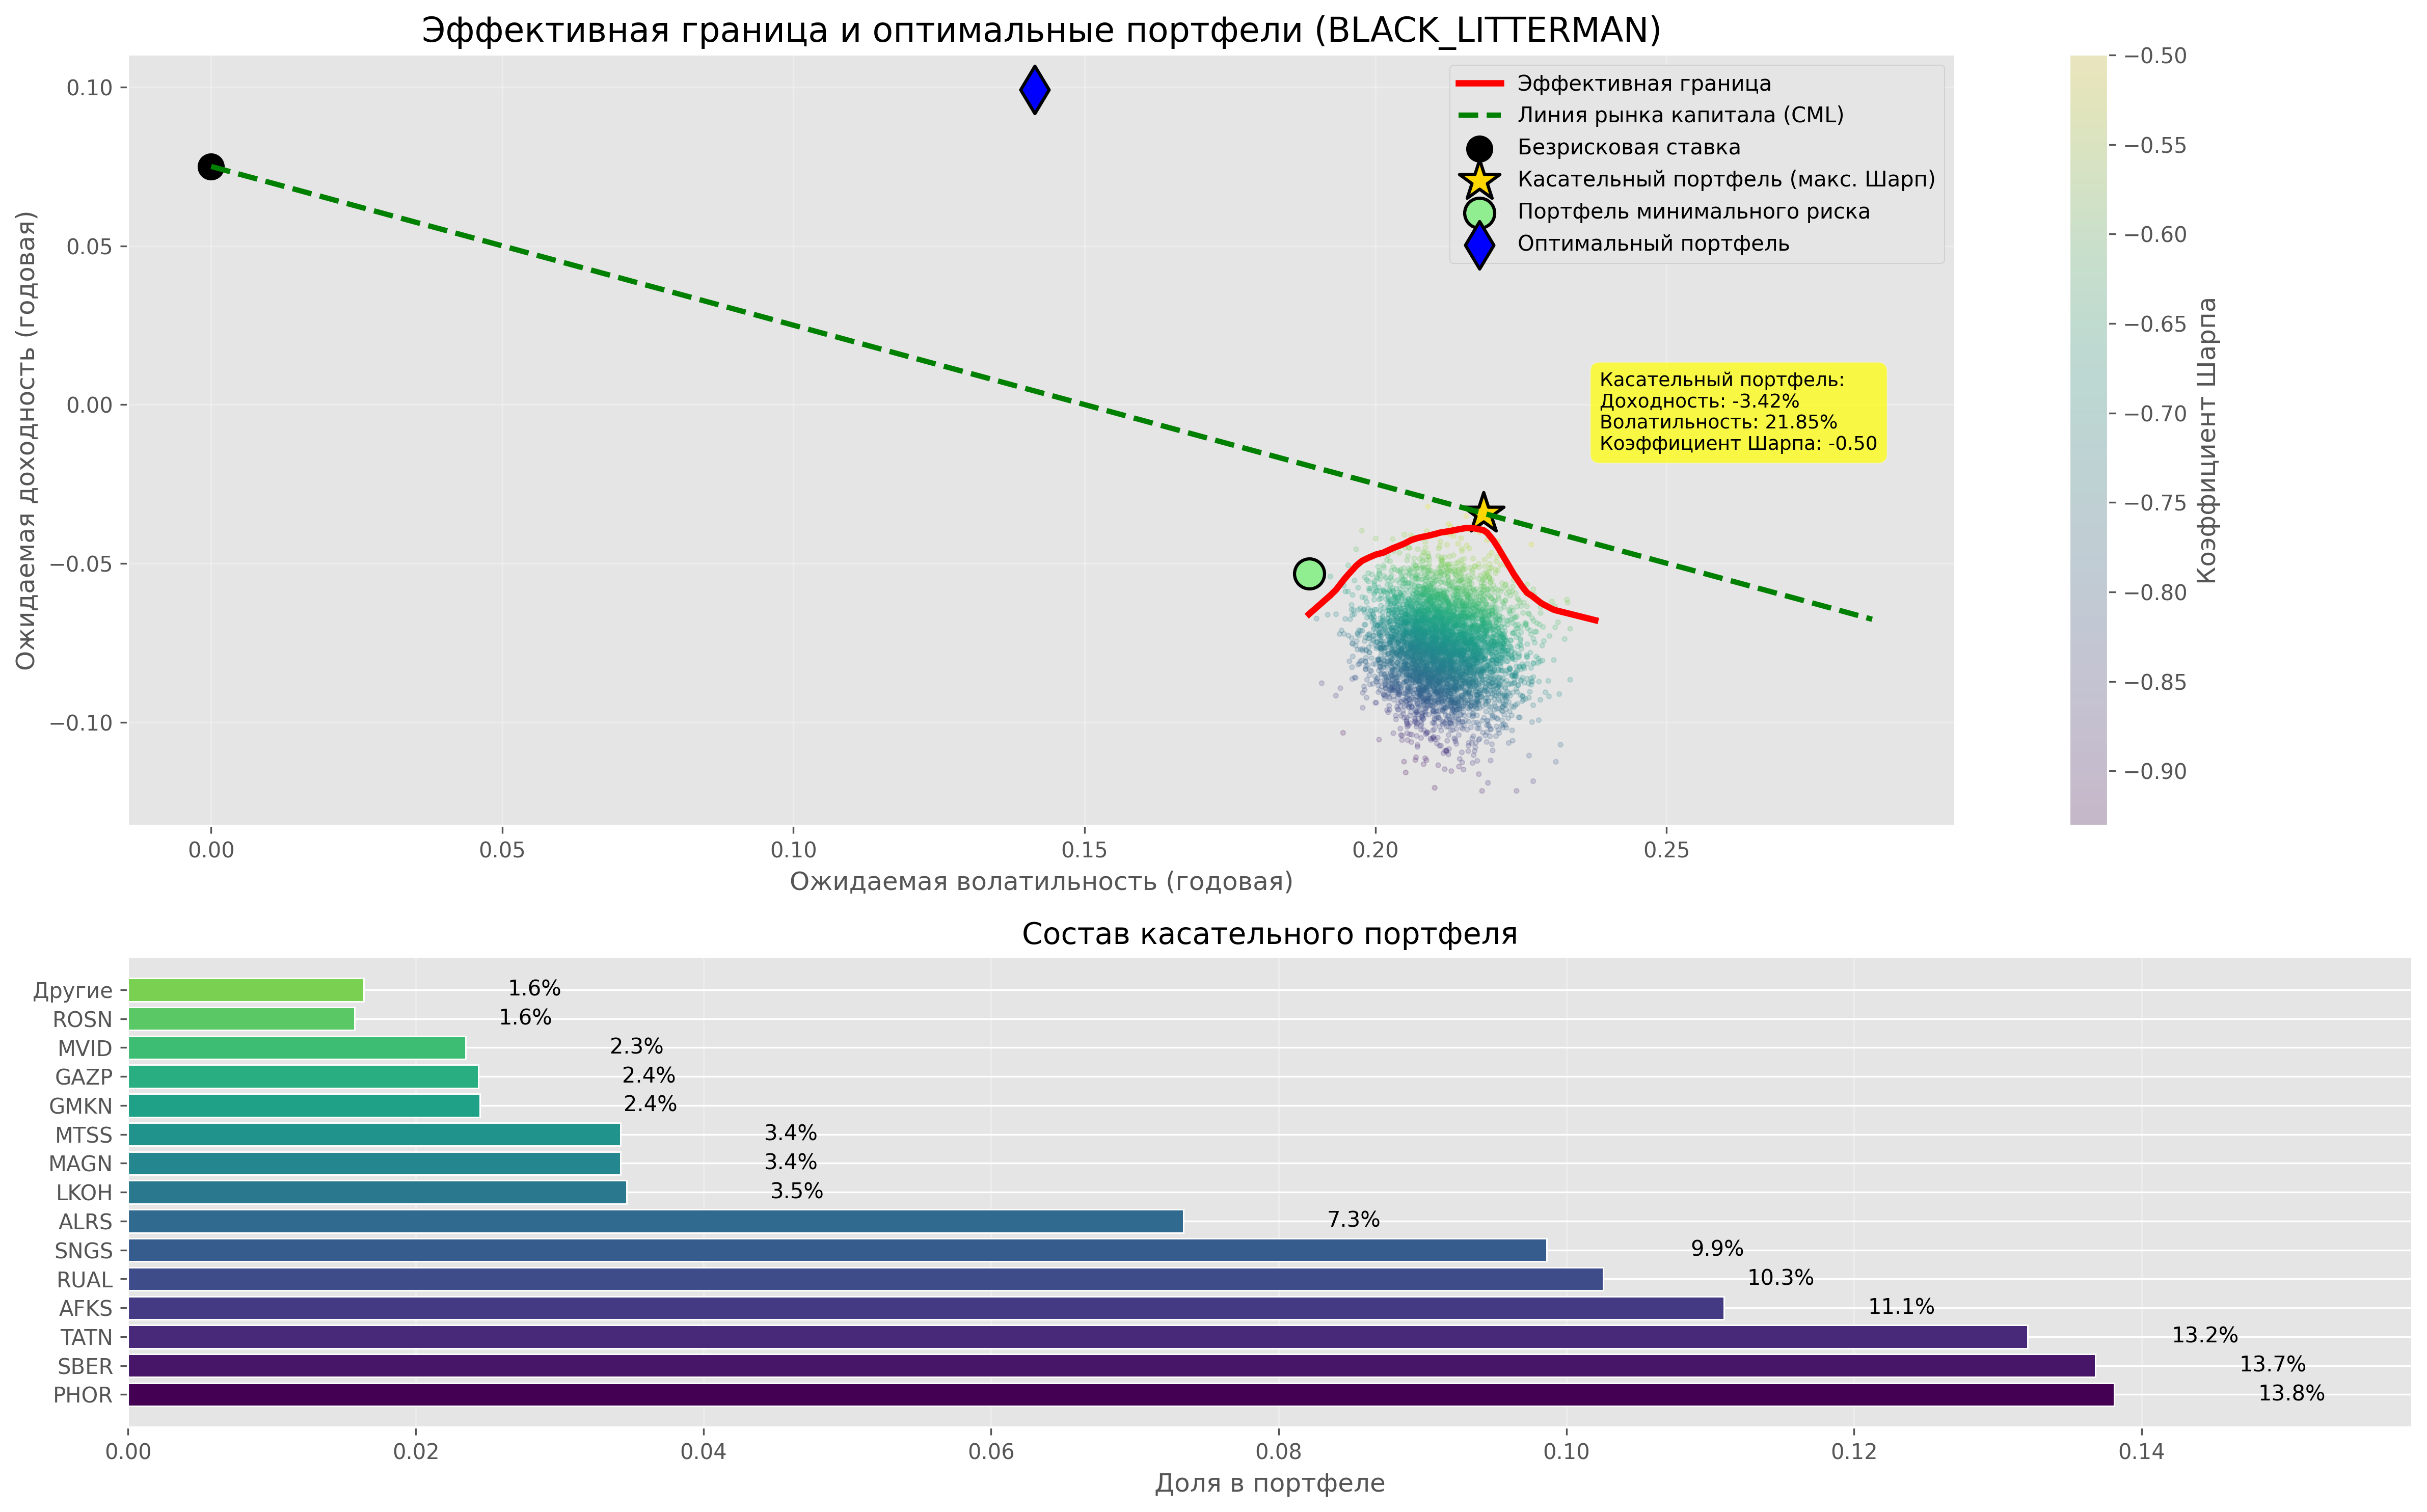 Эффективная граница и оптимальные портфели (BLACK_LITTERMAN)
Ожидаемая доходность (годовая)
0.10
0.05
0.00
−0.05
−0.10
Эффективная граница
Линия рынка капитала (CML)
Безрисковая ставка
Касательный портфель (макс. Шарп)
Портфель минимального риска
Оптимальный портфель
Касательный портфель:
Доходность: -3.42%
Волатильность: 21.85%
Коэффициент Шарпа: -0.50
0.00 0.05 0.10 0.15 0.20 0.25
Ожидаемая волатильность (годовая)
−0.50
−0.55
−0.60
−0.65
−0.70
−0.75
−0.80
−0.85
−0.90
Коэффициент Шарпа
Состав касательного портфеля
Другие 1.6%
ROSN 1.6%
MVID 2.3%
GAZP 2.4%
GMKN 2.4%
MTSS 3.4%
MAGN 3.4%
LKOH 3.5%
ALRS 7.3%
SNGS 9.9%
RUAL 10.3%
AFKS 11.1%
TATN 13.2%
SBER 13.7%
PHOR 13.8%
0.00 0.02 0.04 0.06 0.08 0.10 0.12 0.14
Доля в портфеле